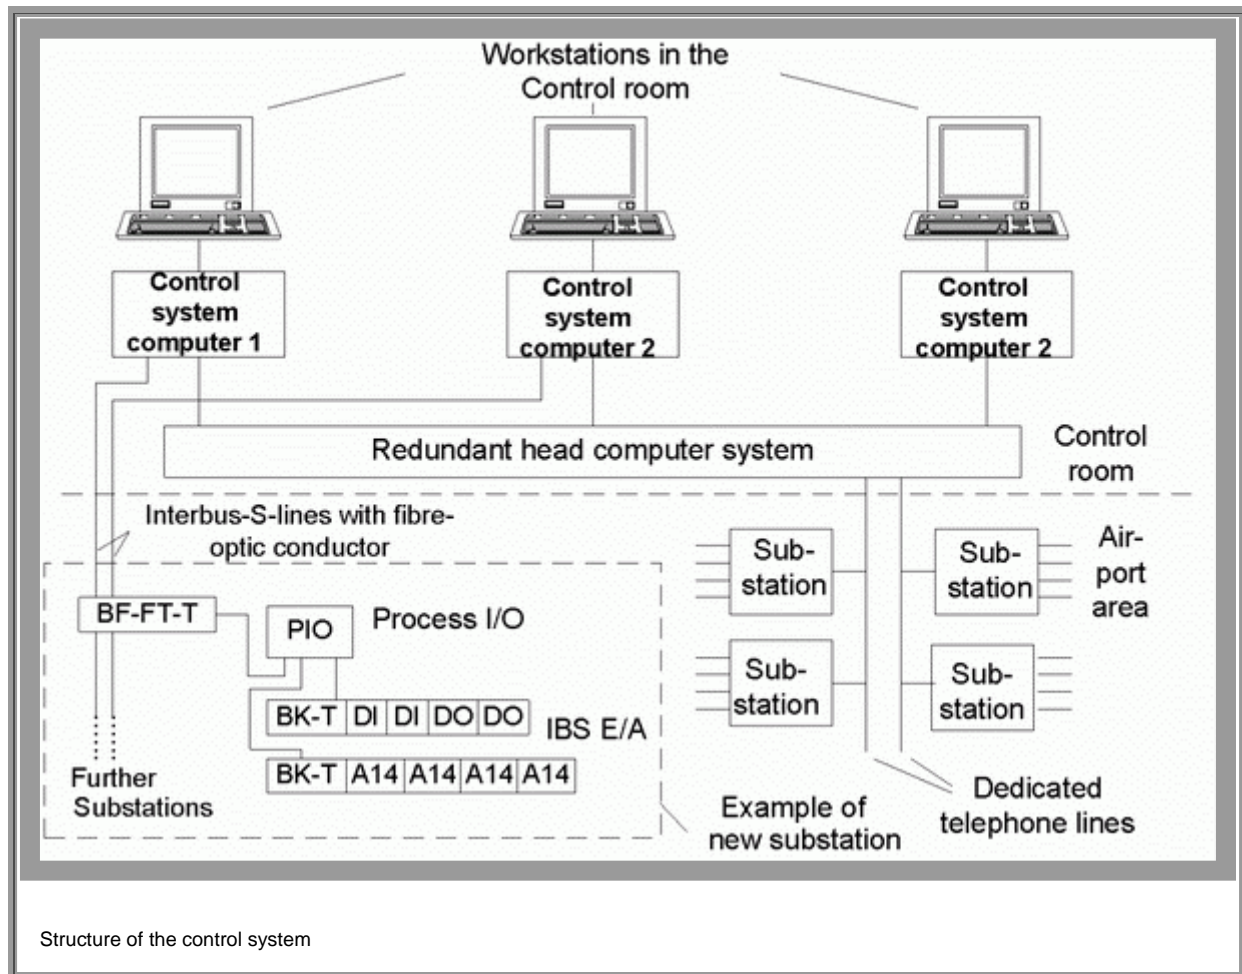 Workstations in the
Control room
Control
system
computer 1
Control
system
computer 2
Control
system
computer 2
Redundant head computer system
Control
room
Interbus-S-lines with fibre-
optic conductor
BF-FT-T
PIO
Process I/O
BK-T DI DI DO DO
IBS E/A
BK-T A14 A14 A14 A14
Further
Substations
Sub-
station
Sub-
station
Air-
port
area
Sub-
station
Sub-
station
Example of
new substation
Dedicated
telephone lines
Structure of the control system